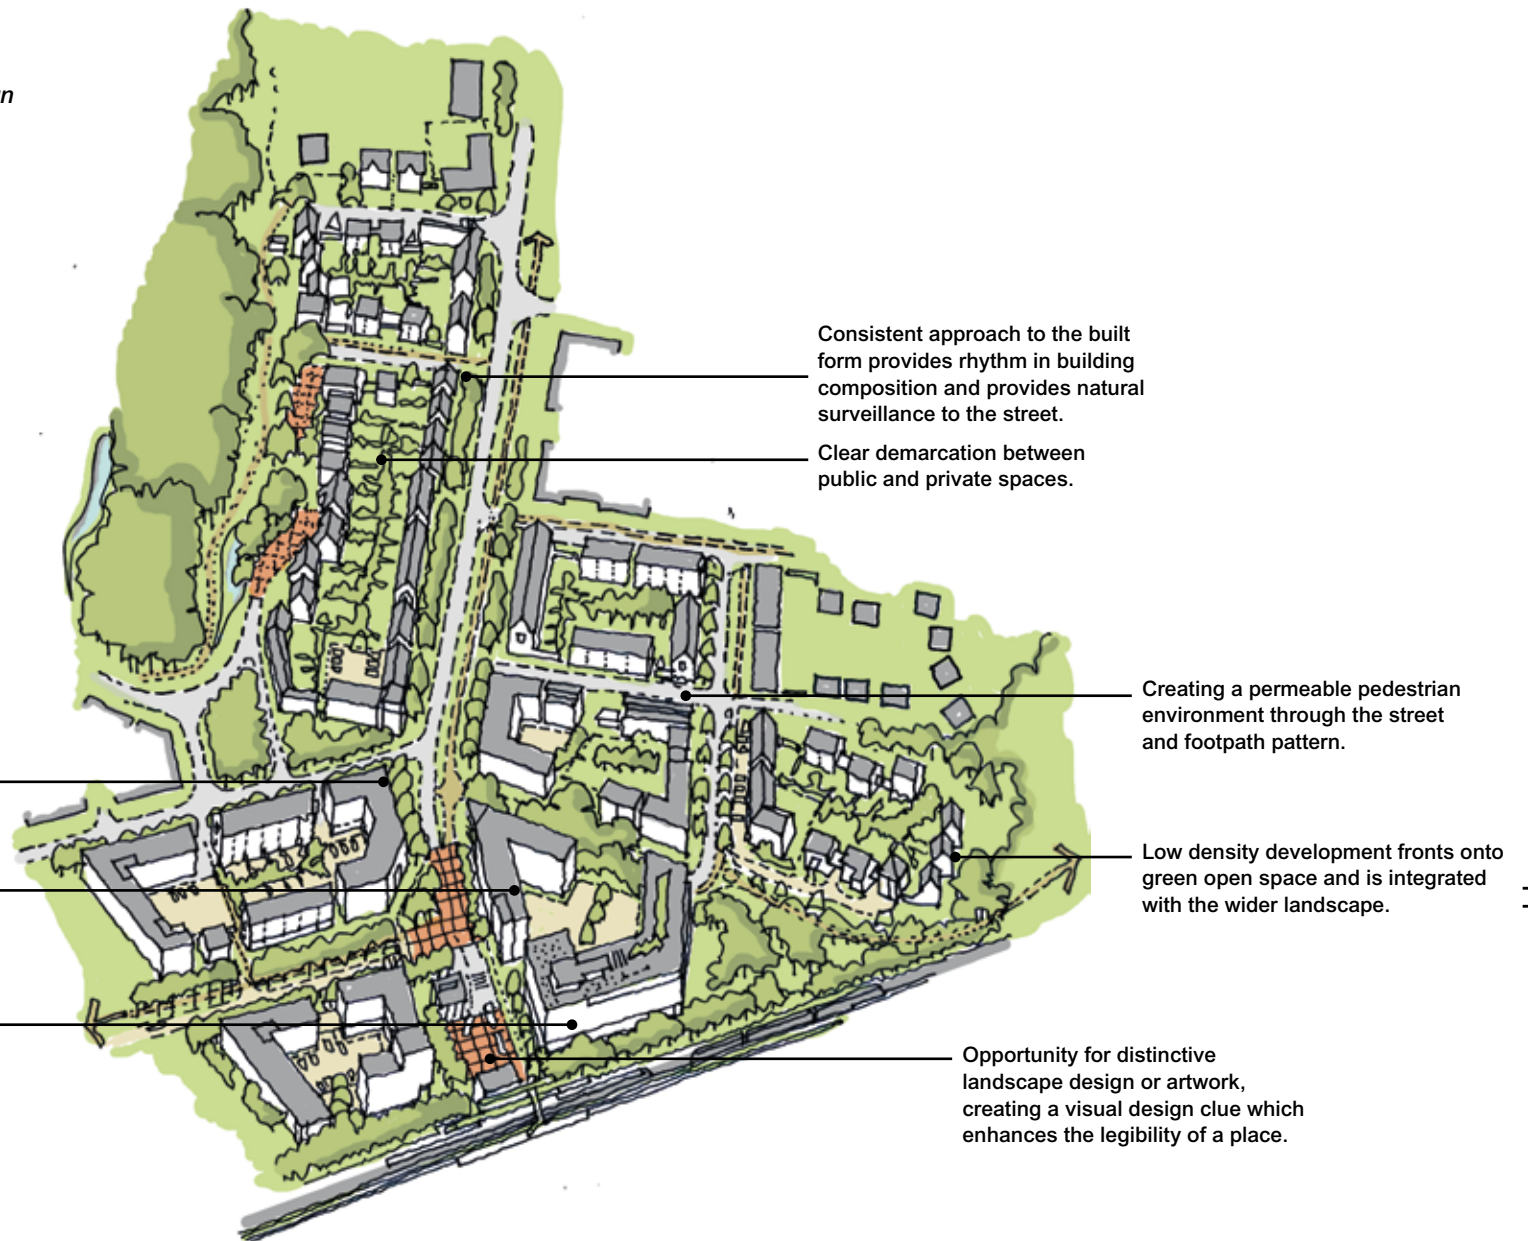 Consistent approach to the built
form provides rhythm in building
composition and provides natural
surveillance to the street.
Clear demarcation between
public and private spaces.
Creating a permeable pedestrian
environment through the street
and footpath pattern.
Low density development fronts onto
green open space and is integrated
with the wider landscape.
Opportunity for distinctive
landscape design or artwork,
creating a visual design clue which
enhances the legibility of a place.